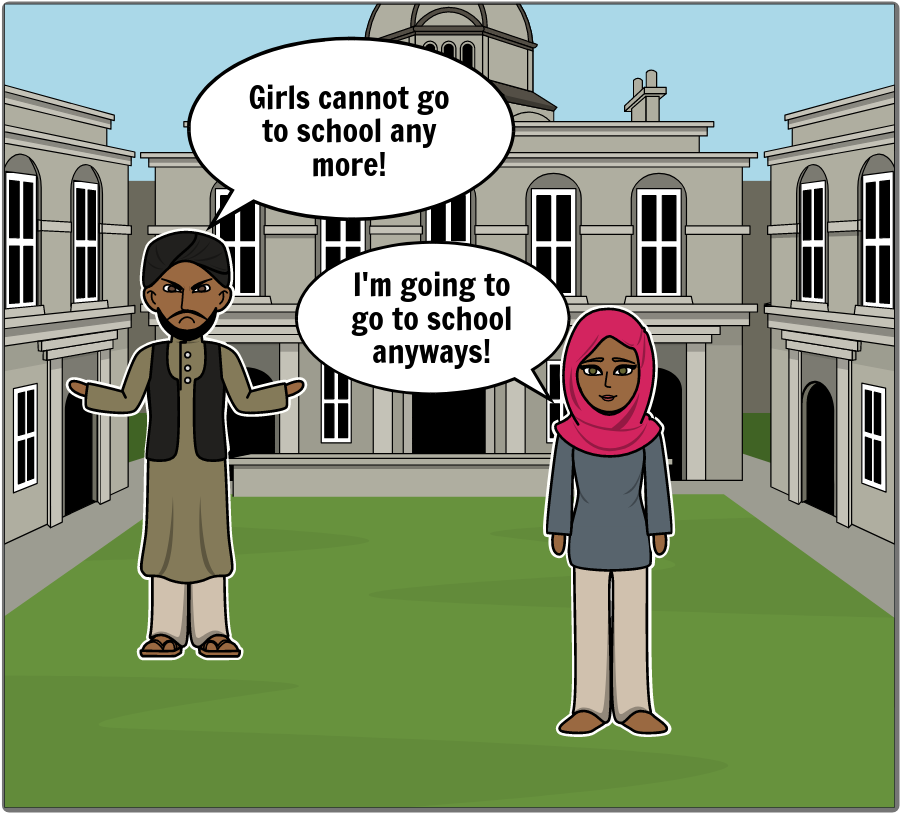 Girls cannot go
to school any
more!
I'm going to
go to school
anyways!